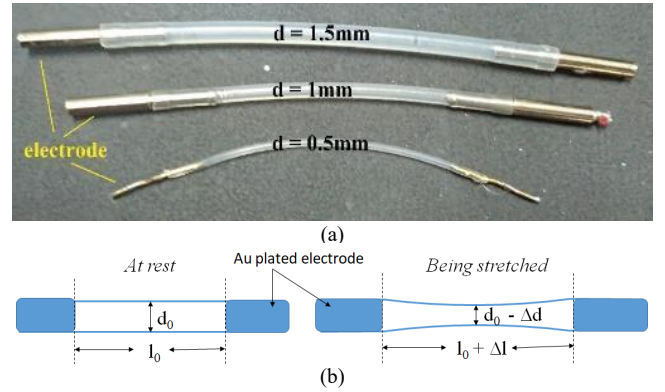 d = 1.5mm
d = 1mm
electrode
d = 0.5mm
(a)
At rest
Au plated electrode
Being stretched
d₀
d₀ - Δd
l₀
l₀ + Δl
(b)